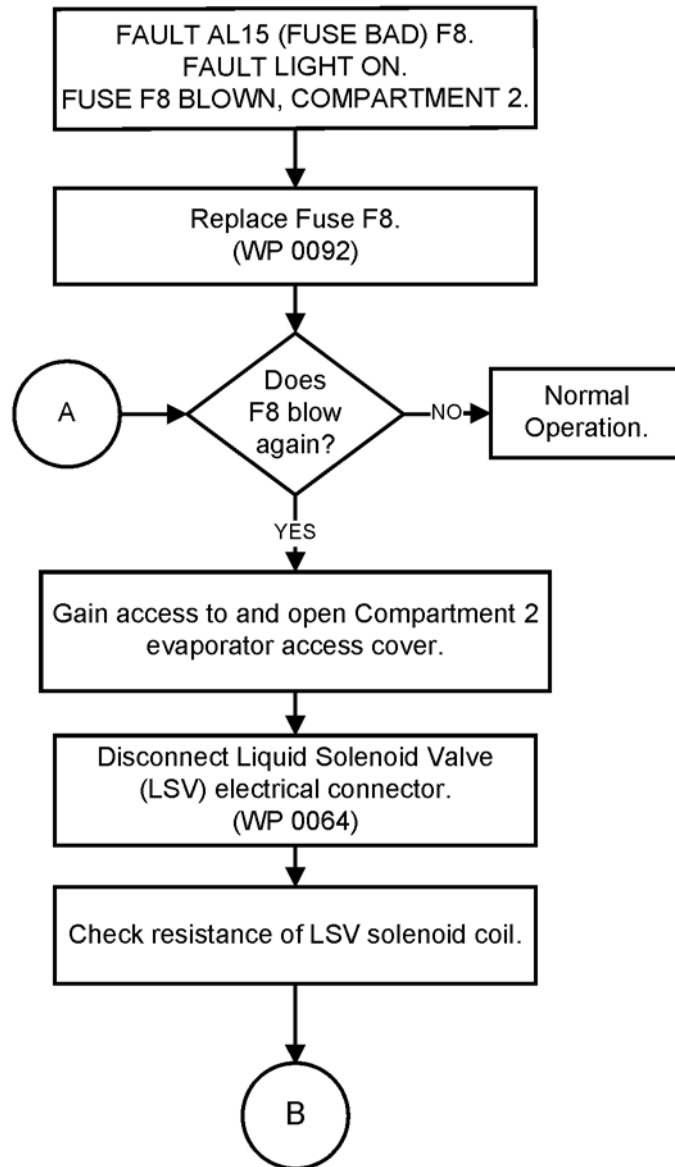 FAULT AL15 (FUSE BAD) F8.
FAULT LIGHT ON.
FUSE F8 BLOWN, COMPARTMENT 2.
Replace Fuse F8.
(WP 0092)
A
Does
F8 blow
again?
NO
Normal
Operation.
YES
Gain access to and open Compartment 2
evaporator access cover.
Disconnect Liquid Solenoid Valve
(LSV) electrical connector.
(WP 0064)
Check resistance of LSV solenoid coil.
B